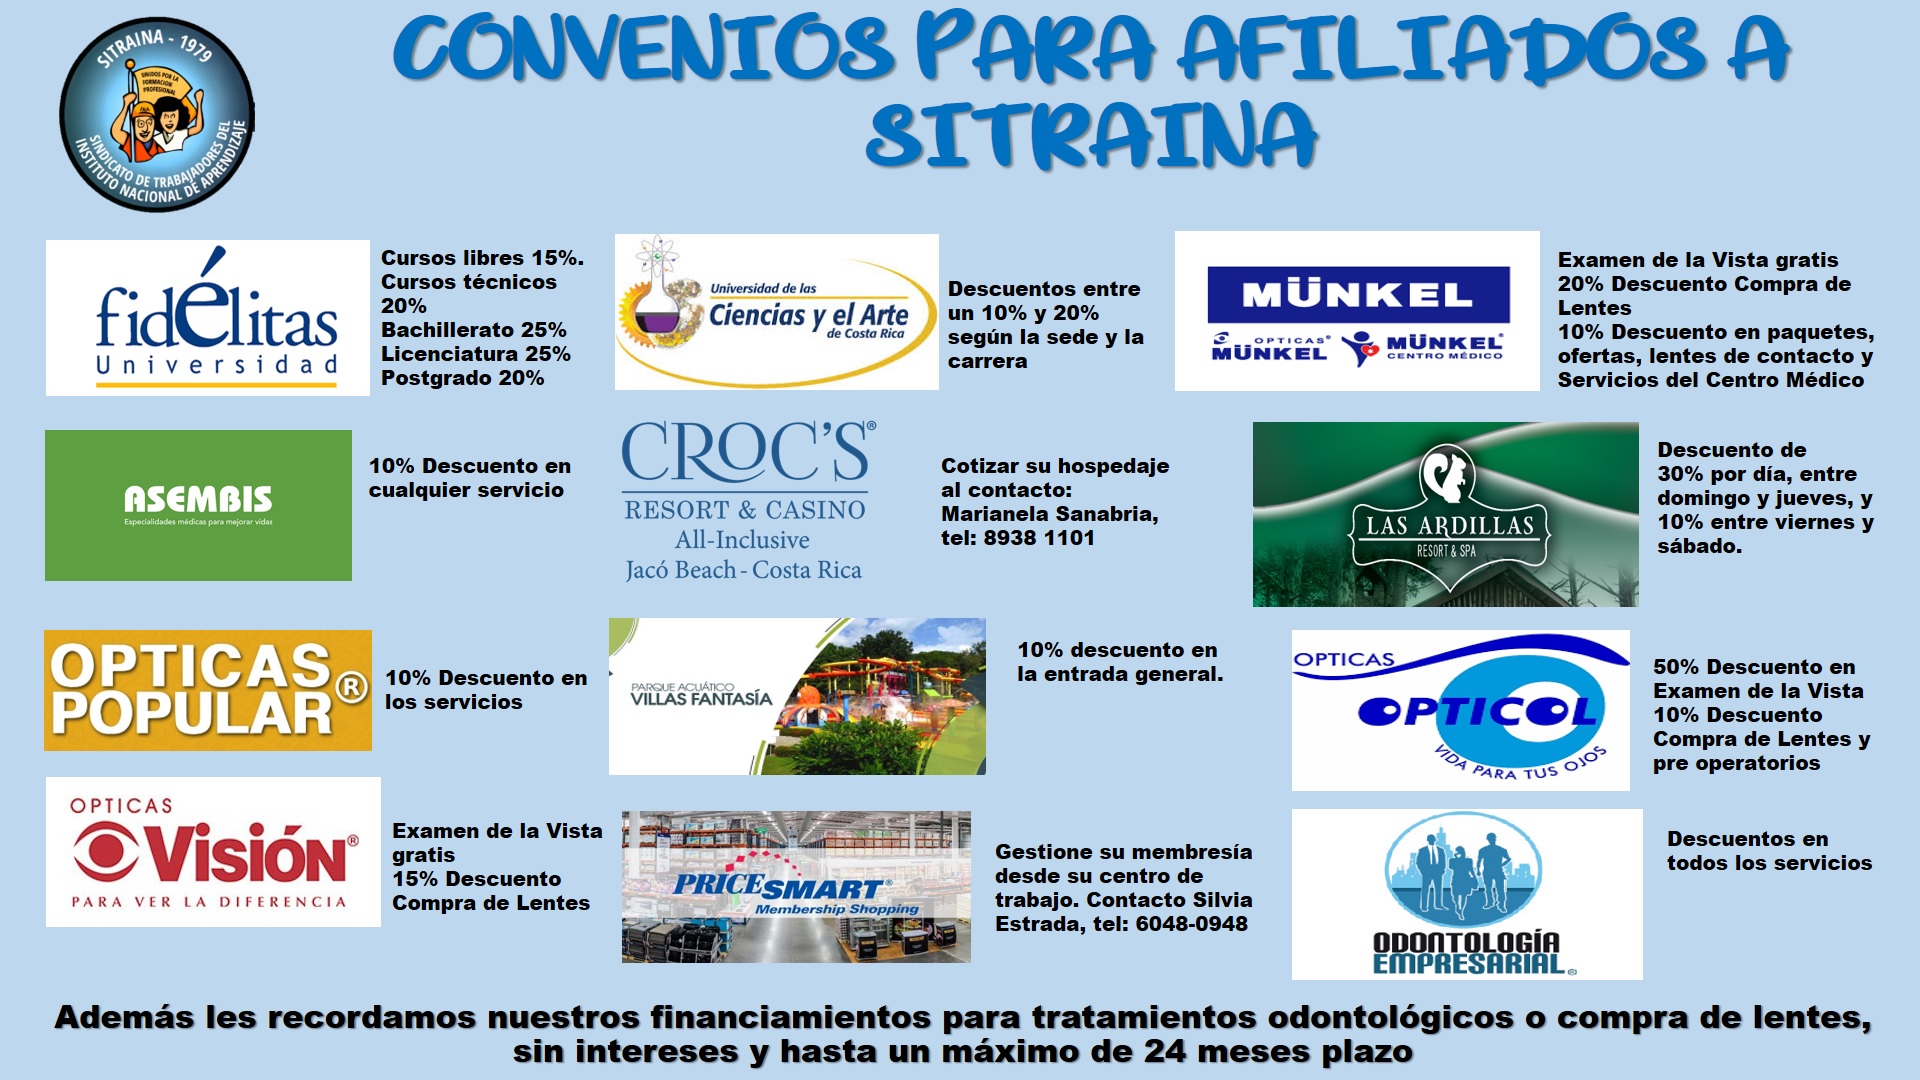 CONVENIOS PARA AFILIADOS A
SITRAINA
SITRAINA - 1979
UNIDOS POR LA
FORMACIÓN
PROFESIONAL
INA
SINDICATO DE TRABAJADORES DEL
INSTITUTO NACIONAL DE APRENDIZAJE
fidélitas
Universidad
Cursos libres 15%.
Cursos técnicos
20%
Bachillerato 25%
Licenciatura 25%
Postgrado 20%
Universidad de las
Ciencias y el Arte
de Costa Rica
Descuentos entre
un 10% y 20%
según la sede y la
carrera
MÜNKEL
OPTICAS®
MÜNKEL
MÜNKEL®
CENTRO MÉDICO
Examen de la Vista gratis
20% Descuento Compra de
Lentes
10% Descuento en paquetes,
ofertas, lentes de contacto y
Servicios del Centro Médico
ASEMBIS
Especialidades médicas para mejorar vidas
10% Descuento en
cualquier servicio
CROC'S®
RESORT & CASINO
All-Inclusive
Jacó Beach - Costa Rica
Cotizar su hospedaje
al contacto:
Marianela Sanabria,
tel: 8938 1101
LAS ARDILLAS
RESORT & SPA
Descuento de
30% por día, entre
domingo y jueves, y
10% entre viernes y
sábado.
OPTICAS
POPULAR®
10% Descuento en
los servicios
PARQUE ACUÁTICO
VILLAS FANTASÍA
10% descuento en
la entrada general.
OPTICAS
OPTICOL
VIDA PARA TUS OJOS
50% Descuento en
Examen de la Vista
10% Descuento
Compra de Lentes y
pre operatorios
OPTICAS
Visión®
PARA VER LA DIFERENCIA
Examen de la Vista
gratis
15% Descuento
Compra de Lentes
PRICESMART®
Membership Shopping
Gestione su membresía
desde su centro de
trabajo. Contacto Silvia
Estrada, tel: 6048-0948
ODONTOLOGÍA
EMPRESARIAL®
Descuentos en
todos los servicios
Además les recordamos nuestros financiamientos para tratamientos odontológicos o compra de lentes,
sin intereses y hasta un máximo de 24 meses plazo